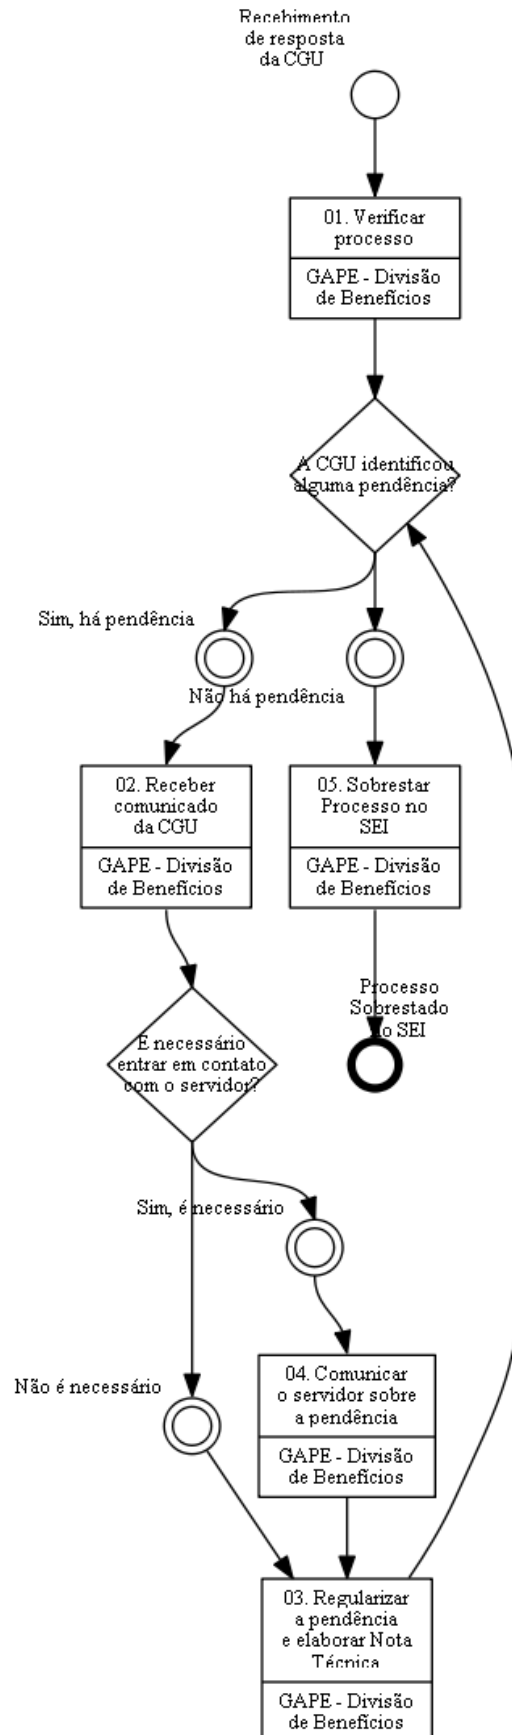 Recebimento
de resposta
da CGU
01. Verificar
processo
GAPE - Divisão
de Benefícios
A CGU identificou
alguma pendência?
Sim, há pendência
Não há pendência
02. Receber
comunicado
da CGU
GAPE - Divisão
de Benefícios
05. Sobrestar
Processo no
SEI
GAPE - Divisão
de Benefícios
Processo
Sobrestado
no SEI
E necessário
entrar em contato
com o servidor?
Sim, é necessário
Não é necessário
04. Comunicar
o servidor sobre
a pendência
GAPE - Divisão
de Benefícios
03. Regularizar
a pendência
e elaborar Nota
Técnica
GAPE - Divisão
de Benefícios